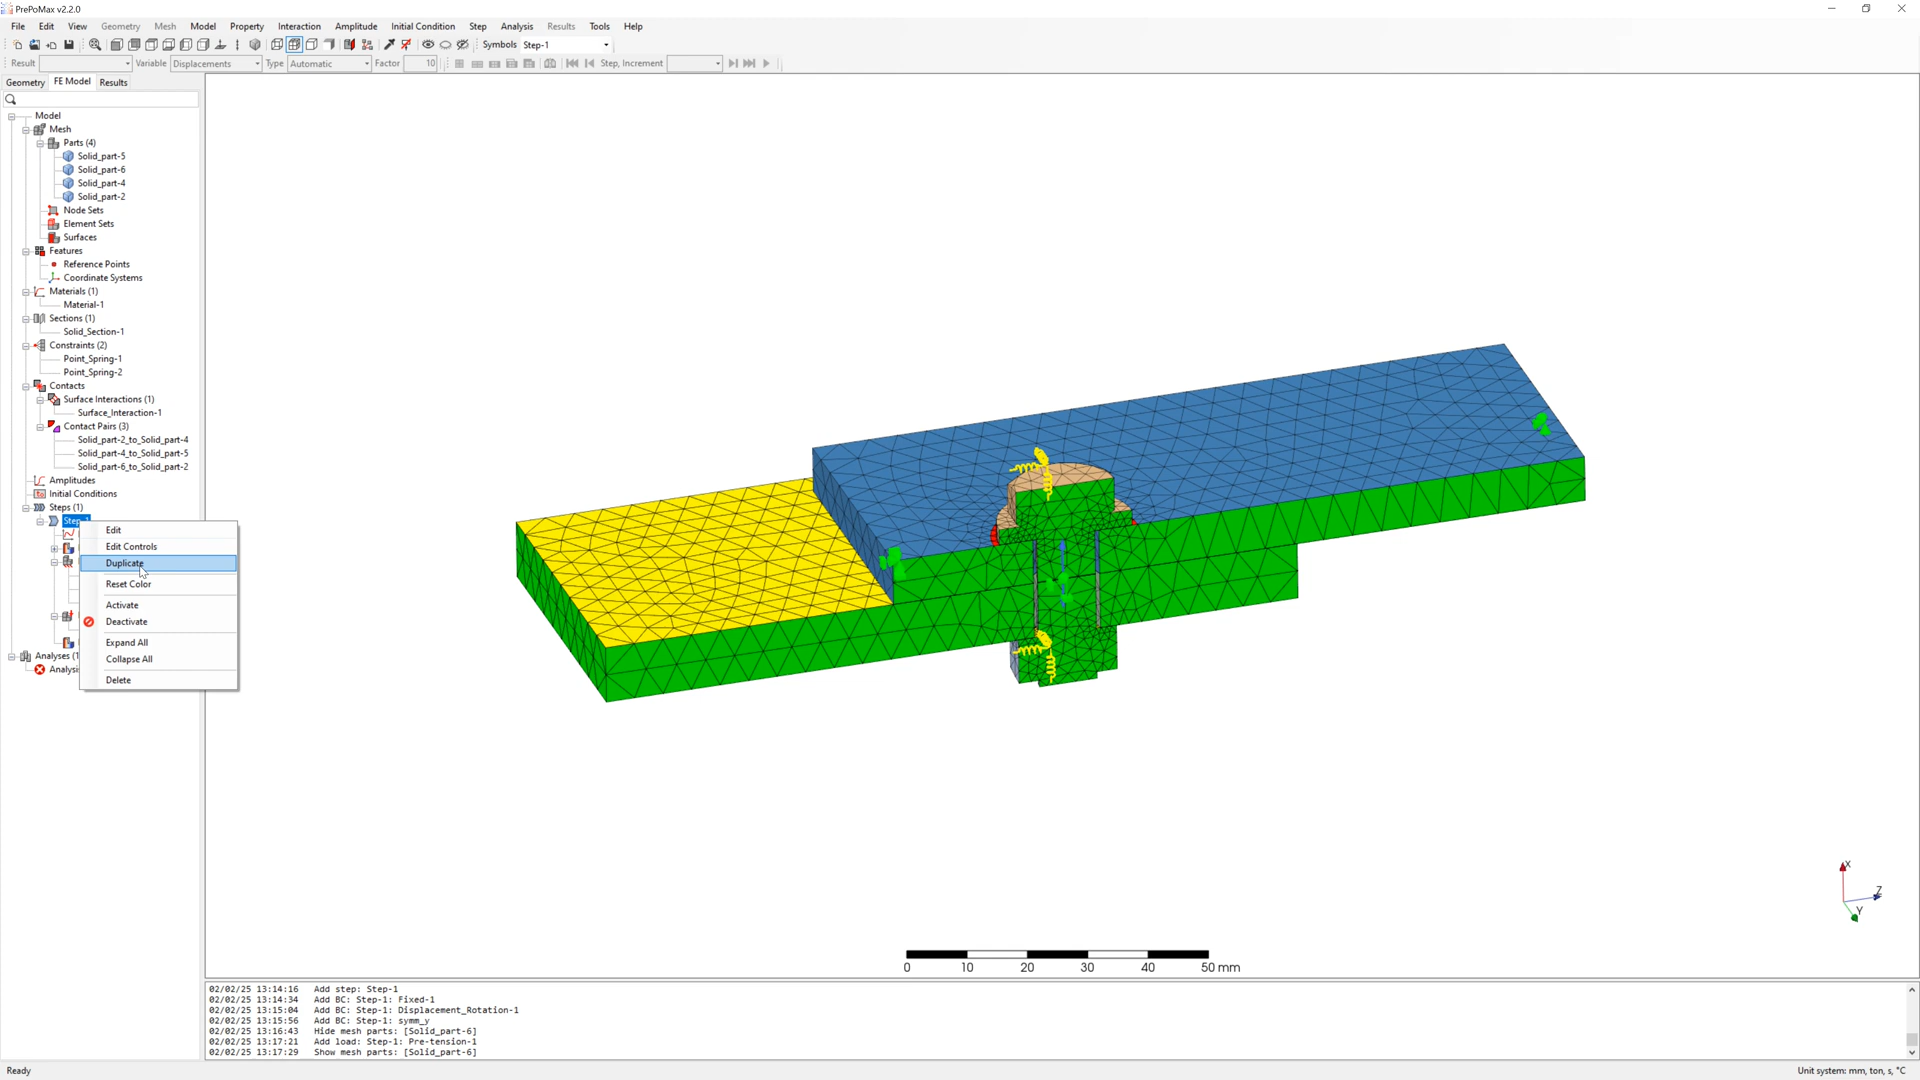 PrePoMax v2.2.0
File Edit View Geometry Mesh Model Property Interaction Amplitude Initial Condition Step Analysis Results Tools Help
Symbols Step-1
Result Variable Displacements Type Automatic Factor 10 Step, Increment
Geometry FE Model Results
Model
Mesh
Parts (4)
Solid_part-5
Solid_part-6
Solid_part-4
Solid_part-2
Node Sets
Element Sets
Surfaces
Features
Reference Points
Coordinate Systems
Materials (1)
Material-1
Sections (1)
Solid_Section-1
Constraints (2)
Point_Spring-1
Point_Spring-2
Contacts
Surface Interactions (1)
Surface_Interaction-1
Contact Pairs (3)
Solid_part-2_to_Solid_part-4
Solid_part-4_to_Solid_part-5
Solid_part-6_to_Solid_part-2
Amplitudes
Initial Conditions
Steps (1)
Step-1
Edit
Edit Controls
Duplicate
Reset Color
Activate
Deactivate
Expand All
Collapse All
Delete
Analyses (1
Analysi
X
Z
Y
0 10 20 30 40 50 mm
02/02/25 13:14:16 Add step: Step-1
02/02/25 13:14:34 Add BC: Step-1: Fixed-1
02/02/25 13:15:04 Add BC: Step-1: Displacement_Rotation-1
02/02/25 13:15:56 Add BC: Step-1: symm_y
02/02/25 13:16:43 Hide mesh parts: [Solid_part-6]
02/02/25 13:17:21 Add load: Step-1: Pre-tension-1
02/02/25 13:17:29 Show mesh parts: [Solid_part-6]
Ready
Unit system: mm, ton, s, °C